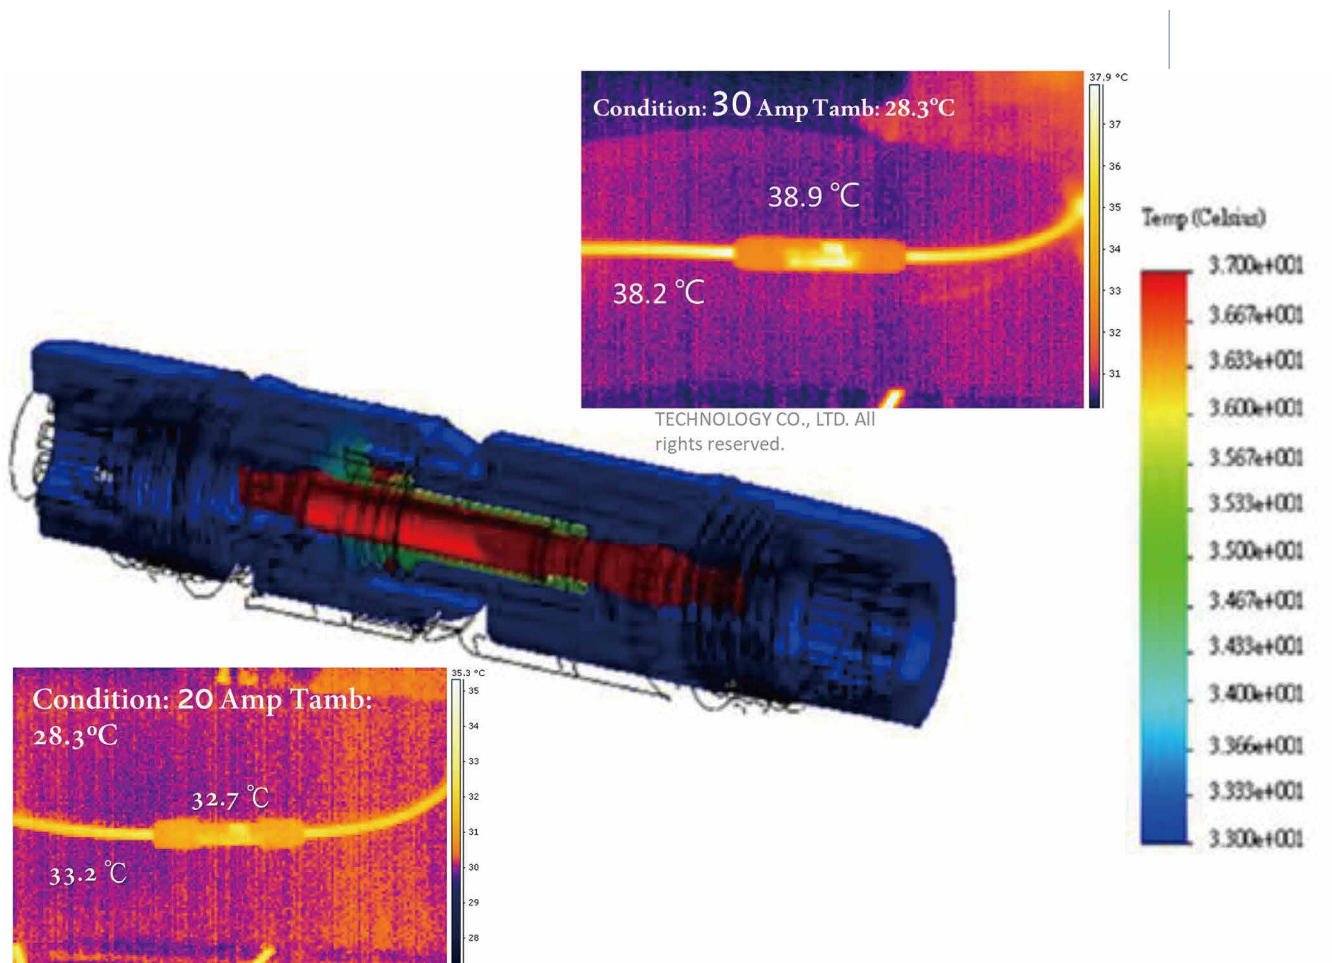 37.9 °C
Condition: 30 Amp Tamb: 28.3°C
37
36
38.9 ℃
35
34
38.2 ℃
33
32
31
TECHNOLOGY CO., LTD. All
rights reserved.
Temp (Celsius)
3.700e+001
3.667e+001
3.633e+001
3.600e+001
3.567e+001
3.533e+001
3.500e+001
3.467e+001
3.433e+001
3.400e+001
3.366e+001
3.333e+001
3.300e+001
35.3 °C
Condition: 20 Amp Tamb:
28.3°C
35
34
33
32.7 ℃
32
31
33.2 ℃
30
29
28